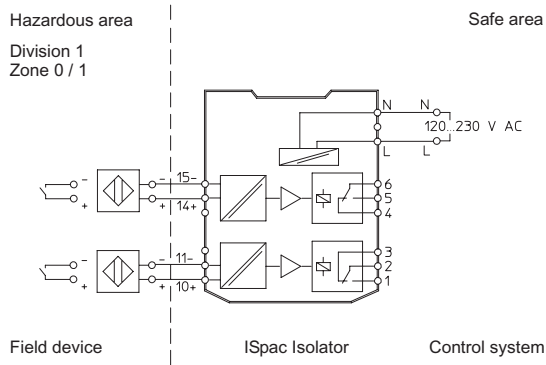 Hazardous area
Safe area
Division 1
Zone 0 / 1
N
N
120...230 V AC
L
L
-
-
15-
+
+
14+
6
5
4
-
-
11-
+
+
10+
3
2
1
Field device
ISpac Isolator
Control system